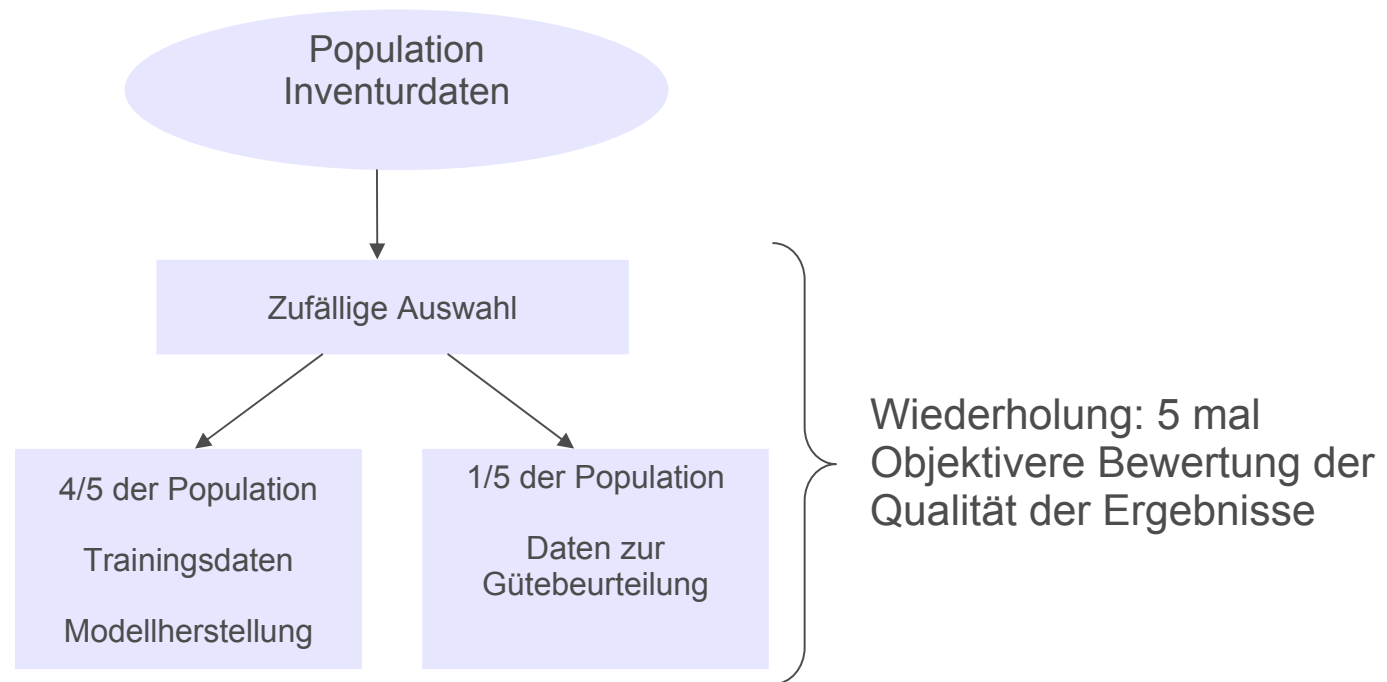 Population
Inventurdaten
Zufällige Auswahl
4/5 der Population
Trainingsdaten
Modellherstellung
1/5 der Population
Daten zur
Gütebeurteilung
Wiederholung: 5 mal
Objektivere Bewertung der
Qualität der Ergebnisse